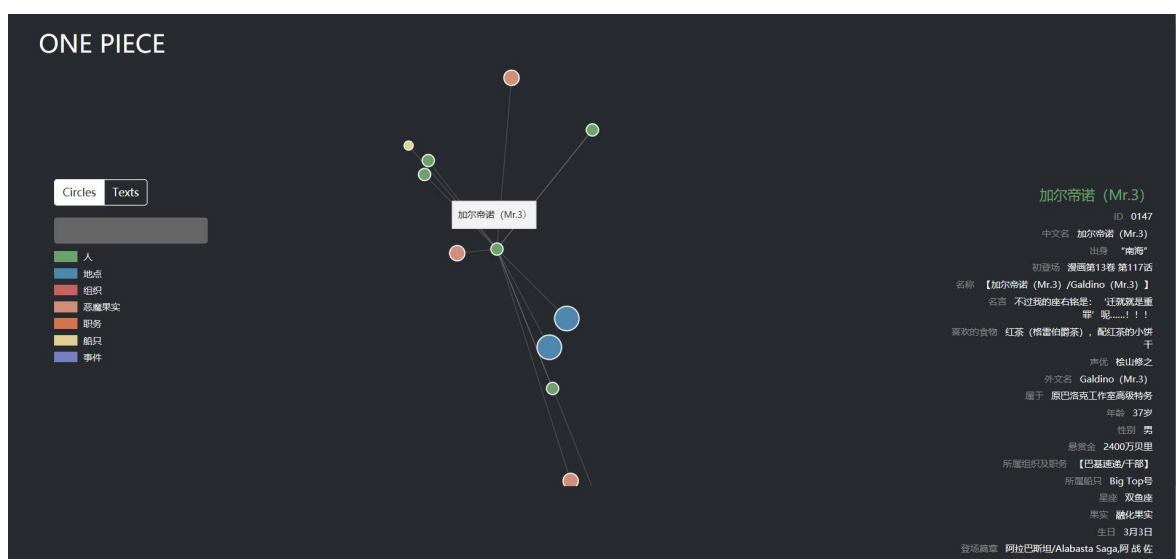 ONE PIECE
Circles Texts
人
地点
组织
恶魔果实
职务
船只
事件
加尔帝诺（Mr.3）
加尔帝诺（Mr.3）
ID 0147
中文名 加尔帝诺（Mr.3）
出身 “南海”
初登场 漫画第13卷 第117话
名称 【加尔帝诺（Mr.3）/Galdino（Mr.3）】
名言 不过我的座右铭是： ‘迂就就是重
罪’呢……！！！
喜欢的食物 红茶（格雷伯爵茶），配红茶的小饼
干
声优 桧山修之
外文名 Galdino（Mr.3）
属于 原巴洛克工作室高级特务
年龄 37岁
性别 男
悬赏金 2400万贝里
所属组织及职务 【巴基速递/干部】
所属船只 Big Top号
星座 双鱼座
果实 融化果实
生日 3月3日
登场篇章 阿拉巴斯坦/Alabasta Saga,阿 战 佐